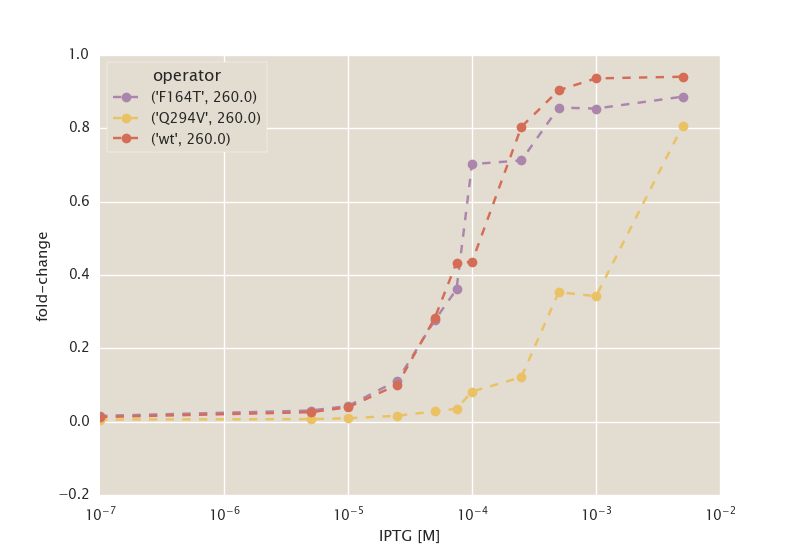 operator
('F164T', 260.0)
('Q294V', 260.0)
('wt', 260.0)
fold-change
1.0
0.8
0.6
0.4
0.2
0.0
−0.2
10⁻⁷
10⁻⁶
10⁻⁵
10⁻⁴
10⁻³
10⁻²
IPTG [M]